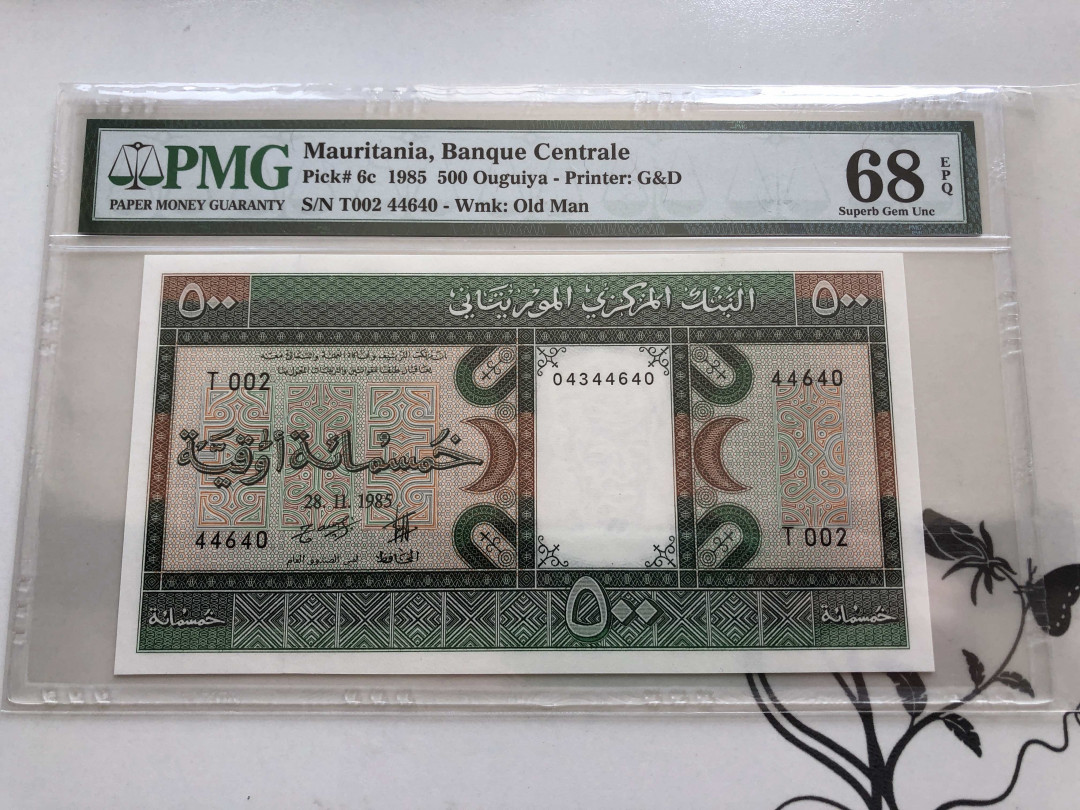 PMG
PAPER MONEY GUARANTY
Mauritania, Banque Centrale
Pick# 6c 1985 500 Ouguiya - Printer: G&D
S/N T002 44640 - Wmk: Old Man
68
EPQ
Superb Gem Unc
٥٠٠
البنك المركزي الموريتاني
٥٠٠
T 002
04344640
44640
خمسمائة أوقية
28. 11. 1985
44640
T 002
المحافظ
خمسمائة
٥٠٠
خمسمائة